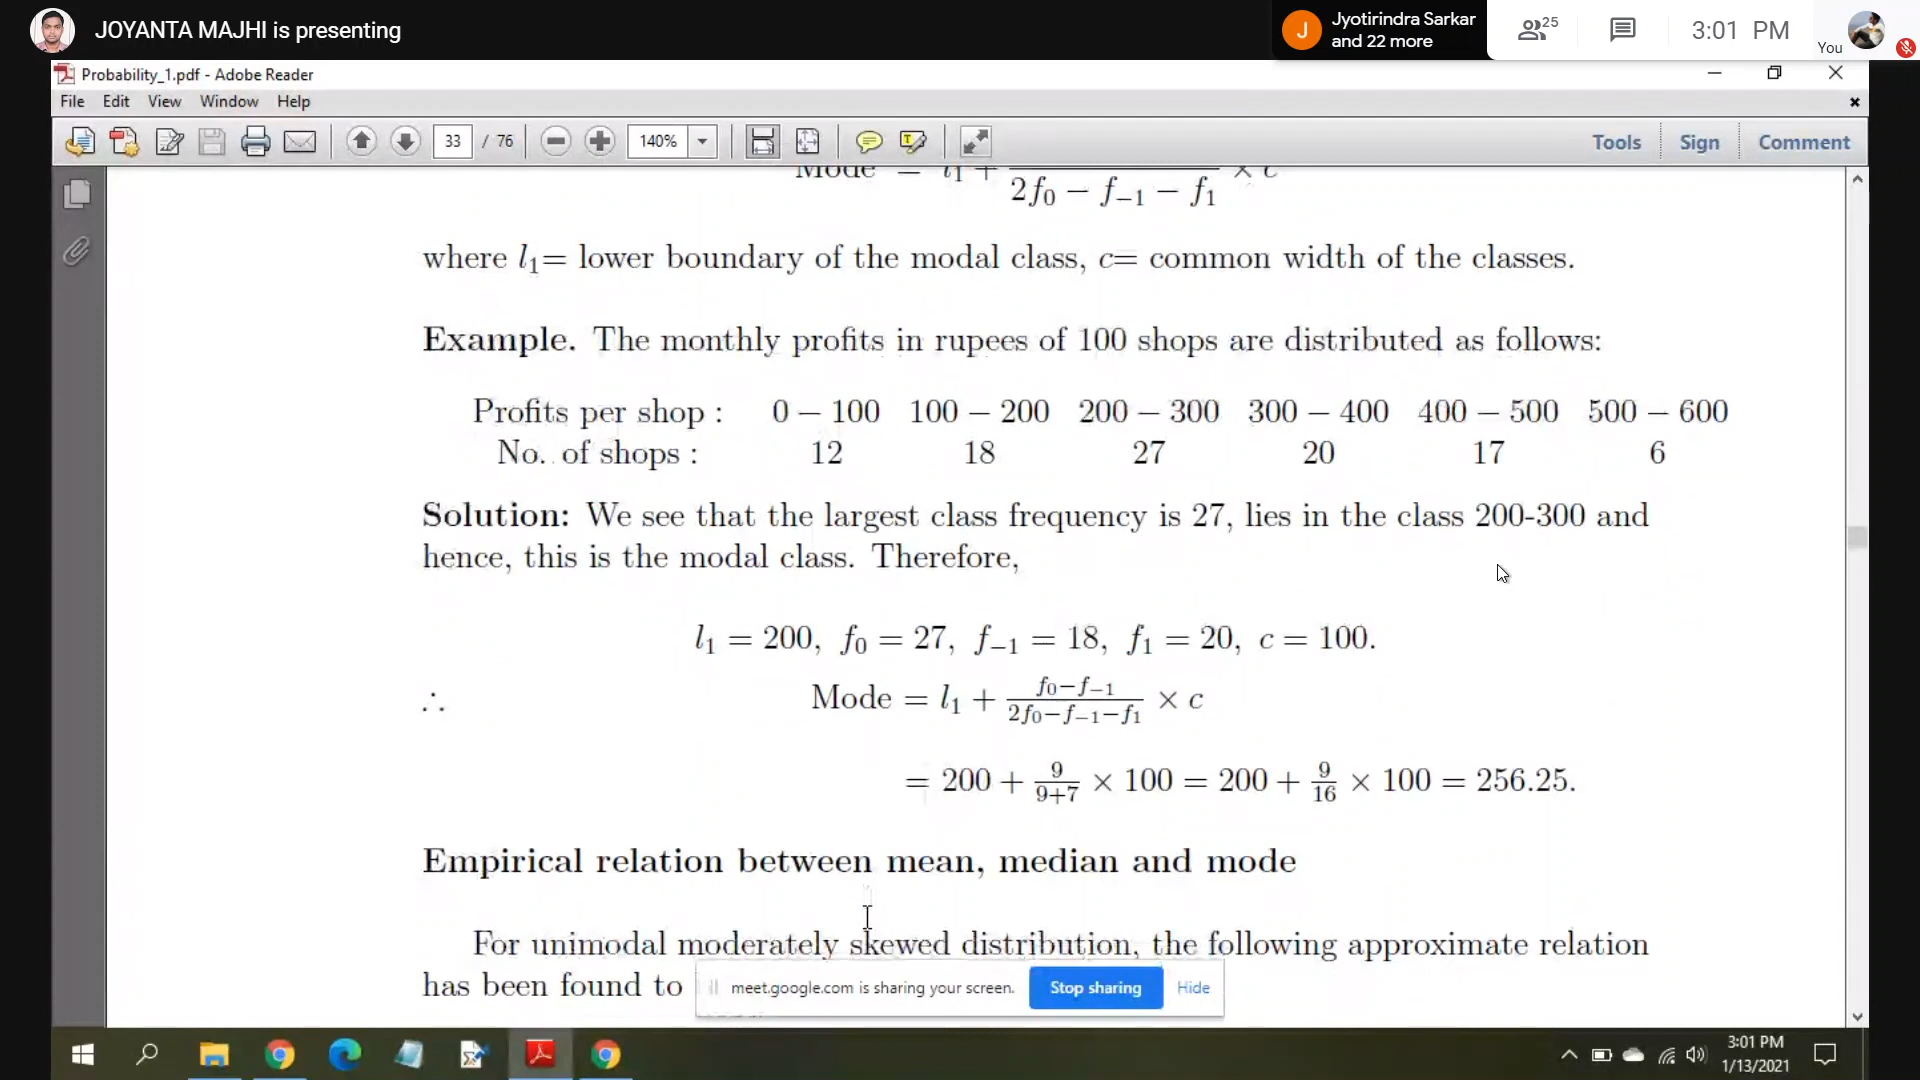 JOYANTA MAJHI is presenting
J
Jyotirindra Sarkar
and 22 more
25
3:01 PM
You
Probability_1.pdf - Adobe Reader
File Edit View Window Help
33 / 76
140%
Tools Sign Comment
Mode = l₁ + ――― × c
2f₀ − f₋₁ − f₁
where l₁= lower boundary of the modal class, c= common width of the classes.
Example. The monthly profits in rupees of 100 shops are distributed as follows:
Profits per shop : 0 – 100 100 – 200 200 – 300 300 – 400 400 – 500 500 – 600
No. of shops : 12 18 27 20 17 6
Solution: We see that the largest class frequency is 27, lies in the class 200-300 and
hence, this is the modal class. Therefore,
l₁ = 200, f₀ = 27, f₋₁ = 18, f₁ = 20, c = 100.
∴ Mode = l₁ + (f₀−f₋₁)/(2f₀−f₋₁−f₁) × c
= 200 + 9/(9+7) × 100 = 200 + 9/16 × 100 = 256.25.
Empirical relation between mean, median and mode
For unimodal moderately skewed distribution, the following approximate relation
has been found to
meet.google.com is sharing your screen. Stop sharing Hide
3:01 PM
1/13/2021